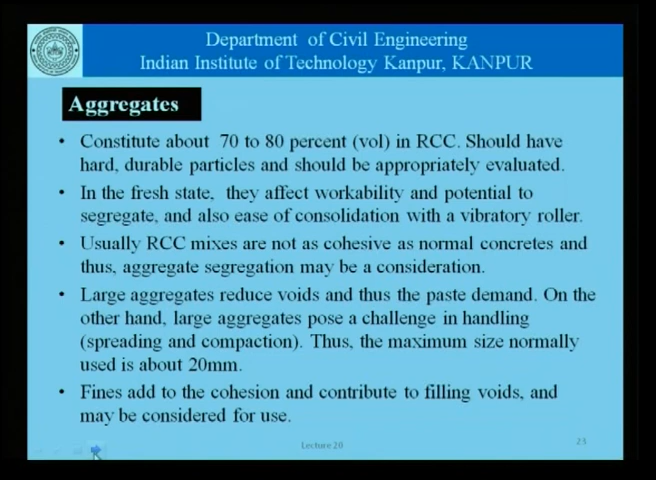 Department of Civil Engineering
Indian Institute of Technology Kanpur, KANPUR
Aggregates
• Constitute about 70 to 80 percent (vol) in RCC. Should have
hard, durable particles and should be appropriately evaluated.
• In the fresh state, they affect workability and potential to
segregate, and also ease of consolidation with a vibratory roller.
• Usually RCC mixes are not as cohesive as normal concretes and
thus, aggregate segregation may be a consideration.
• Large aggregates reduce voids and thus the paste demand. On the
other hand, large aggregates pose a challenge in handling
(spreading and compaction). Thus, the maximum size normally
used is about 20mm.
• Fines add to the cohesion and contribute to filling voids, and
may be considered for use.
Lecture 20
23